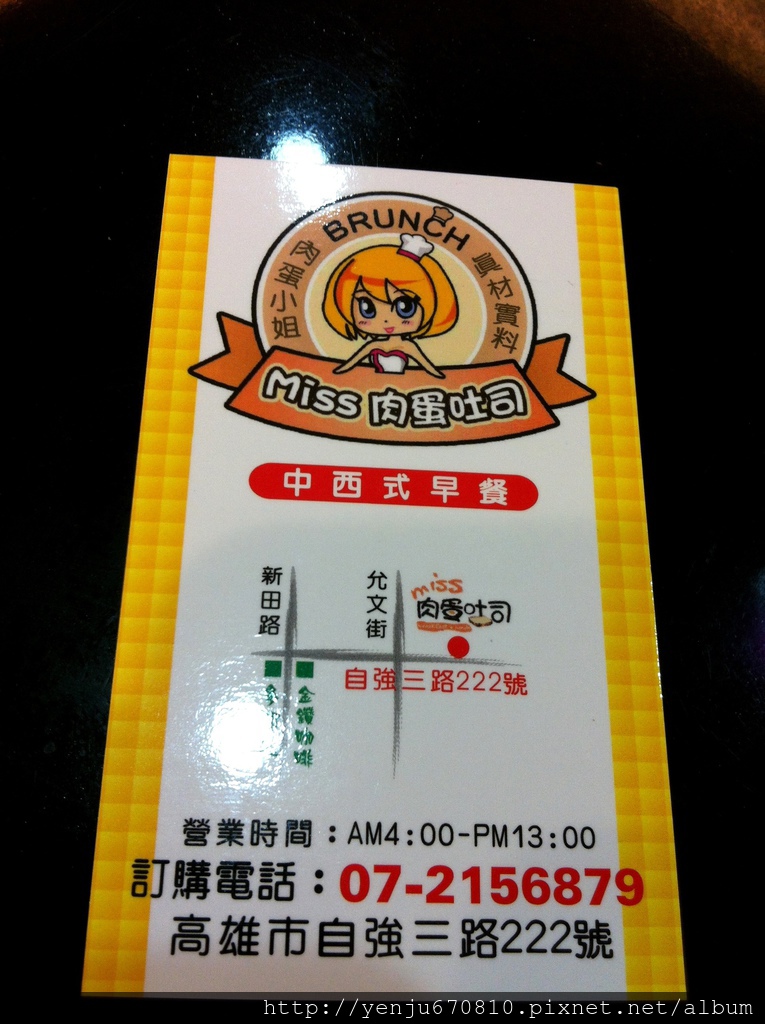 BRUNCH
肉蛋小姐
真材實料
Miss 肉蛋吐司
中西式早餐
新田路
允文街
miss
肉蛋吐司
自強三路222號
金鑛咖啡
營業時間：AM4:00-PM13:00
訂購電話：07-2156879
高雄市自強三路222號
http://yenju670810.pixnet.net/album